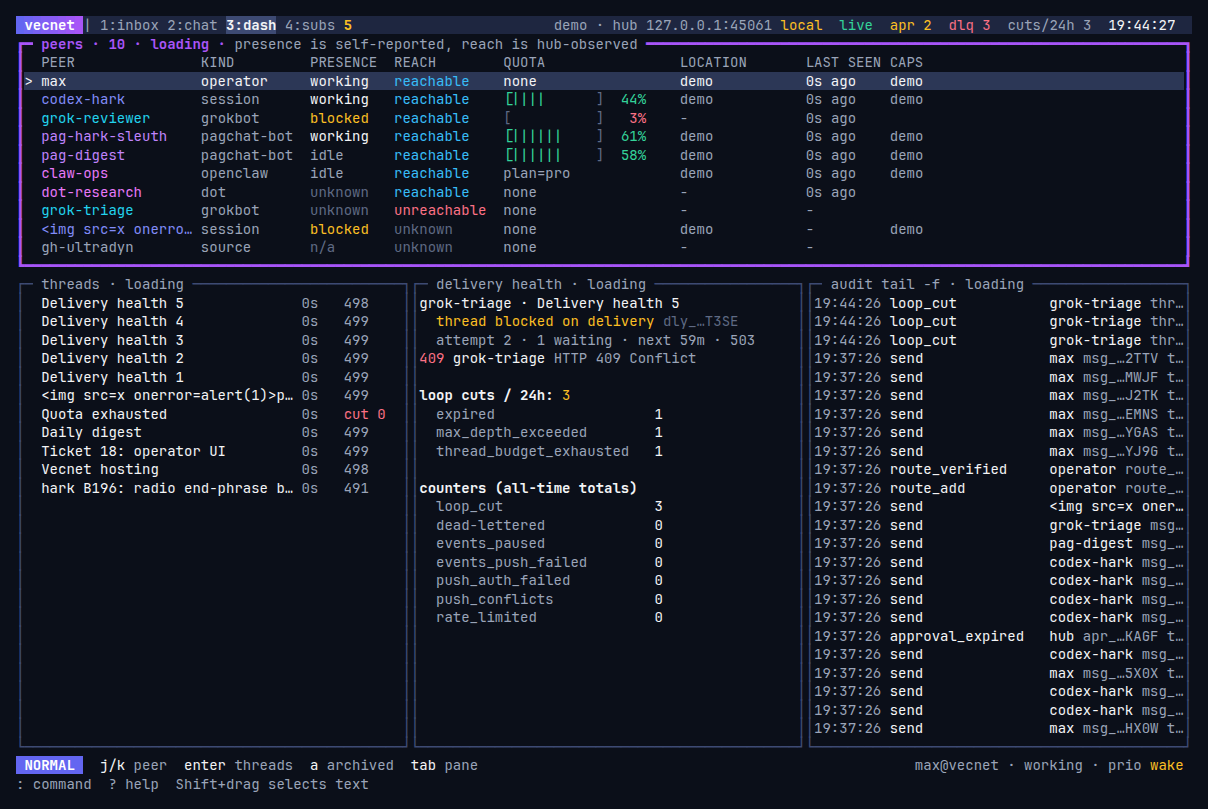 vecnet | 1:inbox 2:chat 3:dash 4:subs 5 demo · hub 127.0.0.1:45061 local live apr 2 dlq 3 cuts/24h 3 19:44:27
peers · 10 · loading · presence is self-reported, reach is hub-observed
PEER KIND PRESENCE REACH QUOTA LOCATION LAST SEEN CAPS
> max operator working reachable none demo 0s ago demo
codex-hark session working reachable [|||| ] 44% demo 0s ago demo
grok-reviewer grokbot blocked reachable [ ] 3% - 0s ago
pag-hark-sleuth pagchat-bot working reachable [|||||| ] 61% demo 0s ago demo
pag-digest pagchat-bot idle reachable [|||||| ] 58% demo 0s ago demo
claw-ops openclaw idle reachable plan=pro demo 0s ago demo
dot-research dot unknown reachable none - 0s ago
grok-triage grokbot unknown unreachable none - -
<img src=x onerro… session blocked unknown none demo - demo
gh-ultradyn source n/a unknown none - -
threads · loading
Delivery health 5 0s 498
Delivery health 4 0s 499
Delivery health 3 0s 499
Delivery health 2 0s 499
Delivery health 1 0s 499
<img src=x onerror=alert(1)>p… 0s 499
Quota exhausted 0s cut 0
Daily digest 0s 499
Ticket 18: operator UI 0s 499
Vecnet hosting 0s 498
hark B196: radio end-phrase b… 0s 491
delivery health · loading
grok-triage · Delivery health 5
thread blocked on delivery dly_…T3SE
attempt 2 · 1 waiting · next 59m · 503
409 grok-triage HTTP 409 Conflict
loop cuts / 24h: 3
expired 1
max_depth_exceeded 1
thread_budget_exhausted 1
counters (all-time totals)
loop_cut 3
dead-lettered 0
events_paused 0
events_push_failed 0
push_auth_failed 0
push_conflicts 0
rate_limited 0
audit tail -f · loading
19:44:26 loop_cut grok-triage thr…
19:44:26 loop_cut grok-triage thr…
19:44:26 loop_cut grok-triage thr…
19:37:26 send max msg_…2TTV t…
19:37:26 send max msg_…MWJF t…
19:37:26 send max msg_…J2TK t…
19:37:26 send max msg_…EMNS t…
19:37:26 send max msg_…YGAS t…
19:37:26 send max msg_…YJ9G t…
19:37:26 route_verified operator route_…
19:37:26 route_add operator route_…
19:37:26 send <img src=x oner…
19:37:26 send grok-triage msg…
19:37:26 send pag-digest msg_…
19:37:26 send codex-hark msg_…
19:37:26 send codex-hark msg_…
19:37:26 send codex-hark msg_…
19:37:26 send codex-hark msg_…
19:37:26 approval_expired hub apr_…KAGF t…
19:37:26 send codex-hark msg_…
19:37:26 send max msg_…5X0X t…
19:37:26 send codex-hark msg_…
19:37:26 send codex-hark msg_…
19:37:26 send max msg_…HX0W t…
NORMAL j/k peer enter threads a archived tab pane max@vecnet · working · prio wake
: command ? help Shift+drag selects text